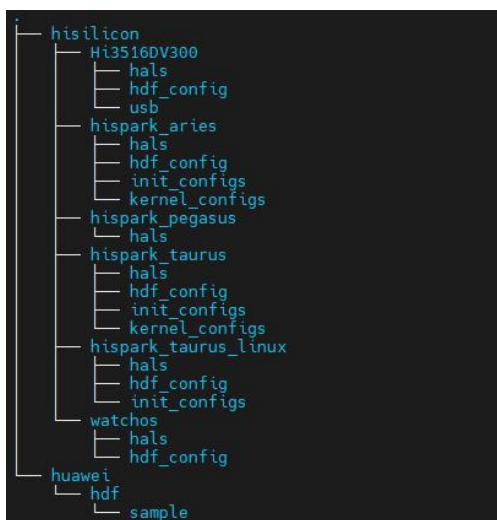 .
├── hisilicon
│   ├── Hi3516DV300
│   │   ├── hals
│   │   ├── hdf_config
│   │   └── usb
│   ├── hispark_aries
│   │   ├── hals
│   │   ├── hdf_config
│   │   ├── init_configs
│   │   └── kernel_configs
│   ├── hispark_pegasus
│   │   └── hals
│   ├── hispark_taurus
│   │   ├── hals
│   │   ├── hdf_config
│   │   ├── init_configs
│   │   └── kernel_configs
│   ├── hispark_taurus_linux
│   │   ├── hals
│   │   ├── hdf_config
│   │   └── init_configs
│   └── watchos
│       ├── hals
│       └── hdf_config
└── huawei
    └── hdf
        └── sample